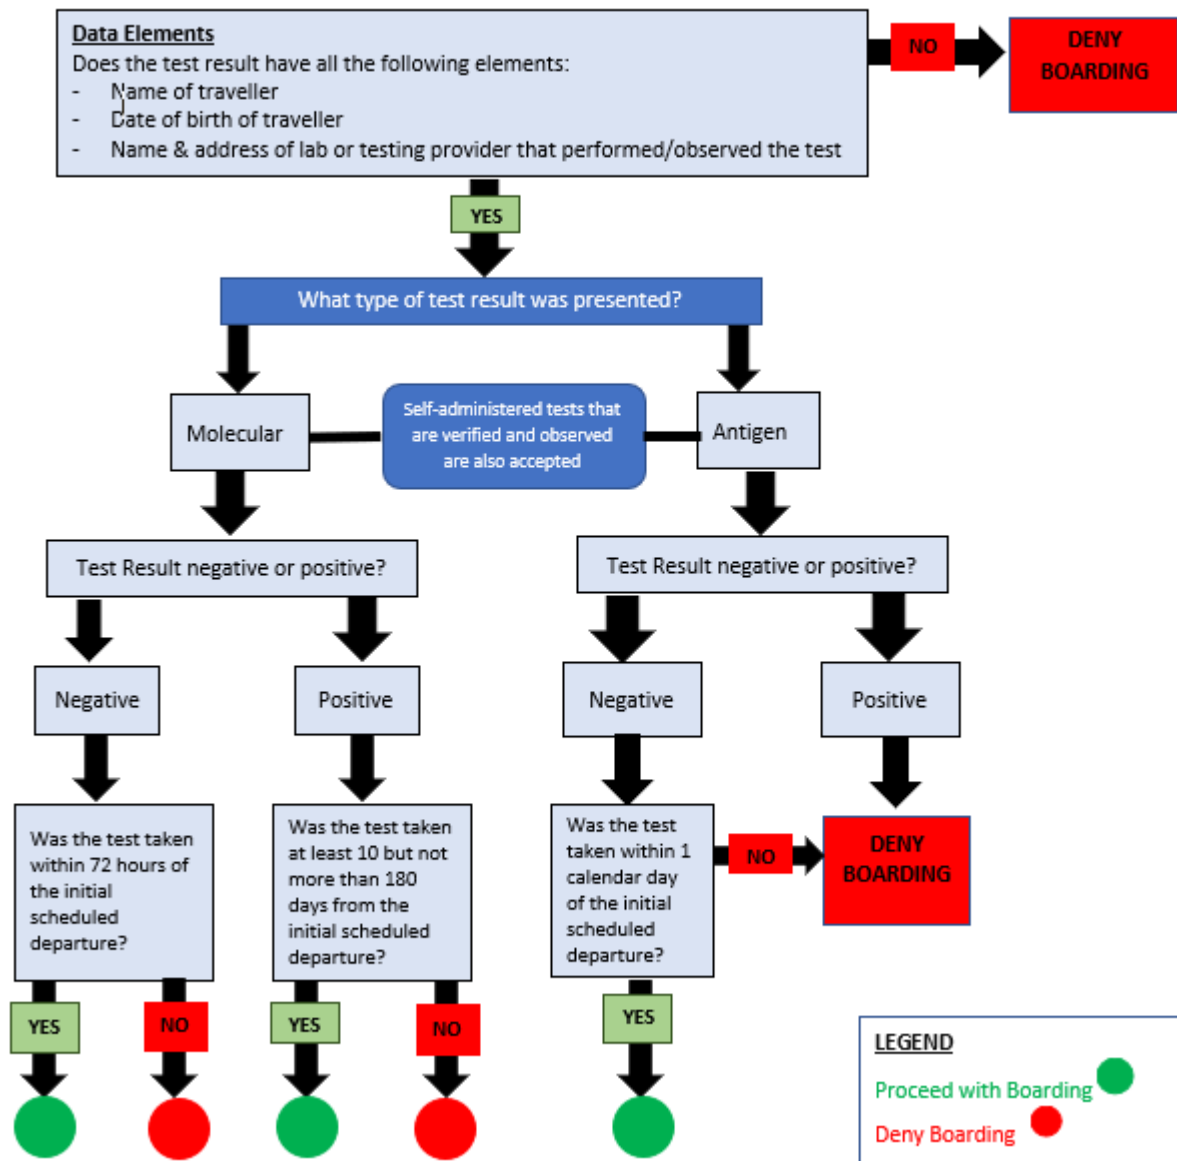 Data Elements
Does the test result have all the following elements:
- Name of traveller
- Date of birth of traveller
- Name & address of lab or testing provider that performed/observed the test
NO
DENY
BOARDING
YES
What type of test result was presented?
Molecular
Self-administered tests that
are verified and observed
are also accepted
Antigen
Test Result negative or positive?
Test Result negative or positive?
Negative
Positive
Negative
Positive
Was the test taken
within 72 hours of
the initial
scheduled
departure?
Was the test taken
at least 10 but not
more than 180
days from the
initial scheduled
departure?
Was the test
taken within 1
calendar day
of the initial
scheduled
departure?
NO
DENY
BOARDING
YES
NO
YES
NO
YES
LEGEND
Proceed with Boarding
Deny Boarding